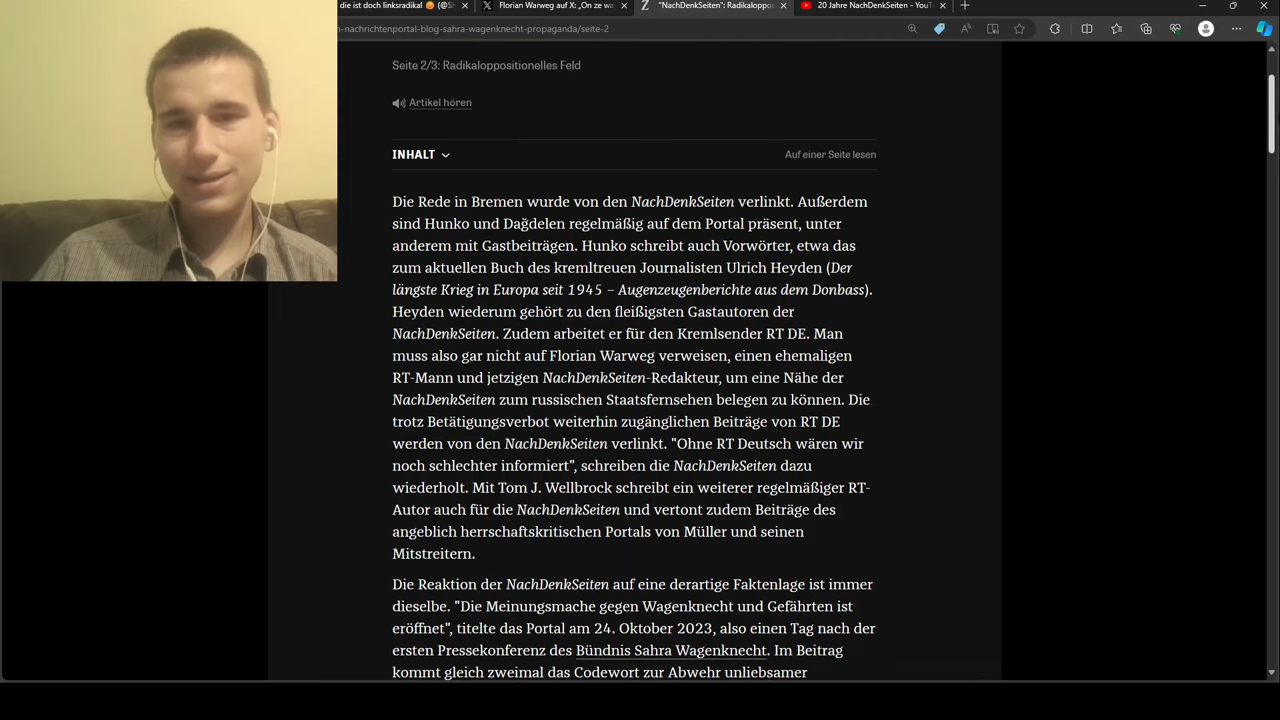 die ist doch linksradikal 🤡 (@S
Florian Warweg auf X: „On ze wa
"NachDenkSeiten": Radikaloppos
20 Jahre NachDenkSeiten - YouT
n-nachrichtenportal-blog-sahra-wagenknecht-propaganda/seite-2
Seite 2/3: Radikaloppositionelles Feld
Artikel hören
INHALT
Auf einer Seite lesen
Die Rede in Bremen wurde von den NachDenkSeiten verlinkt. Außerdem
sind Hunko und Dağdelen regelmäßig auf dem Portal präsent, unter
anderem mit Gastbeiträgen. Hunko schreibt auch Vorwörter, etwa das
zum aktuellen Buch des kremltreuen Journalisten Ulrich Heyden (Der
längste Krieg in Europa seit 1945 – Augenzeugenberichte aus dem Donbass).
Heyden wiederum gehört zu den fleißigsten Gastautoren der
NachDenkSeiten. Zudem arbeitet er für den Kremlsender RT DE. Man
muss also gar nicht auf Florian Warweg verweisen, einen ehemaligen
RT-Mann und jetzigen NachDenkSeiten-Redakteur, um eine Nähe der
NachDenkSeiten zum russischen Staatsfernsehen belegen zu können. Die
trotz Betätigungsverbot weiterhin zugänglichen Beiträge von RT DE
werden von den NachDenkSeiten verlinkt. "Ohne RT Deutsch wären wir
noch schlechter informiert", schreiben die NachDenkSeiten dazu
wiederholt. Mit Tom J. Wellbrock schreibt ein weiterer regelmäßiger RT-
Autor auch für die NachDenkSeiten und vertont zudem Beiträge des
angeblich herrschaftskritischen Portals von Müller und seinen
Mitstreitern.
Die Reaktion der NachDenkSeiten auf eine derartige Faktenlage ist immer
dieselbe. "Die Meinungsmache gegen Wagenknecht und Gefährten ist
eröffnet", titelte das Portal am 24. Oktober 2023, also einen Tag nach der
ersten Pressekonferenz des Bündnis Sahra Wagenknecht. Im Beitrag
kommt gleich zweimal das Codewort zur Abwehr unliebsamer